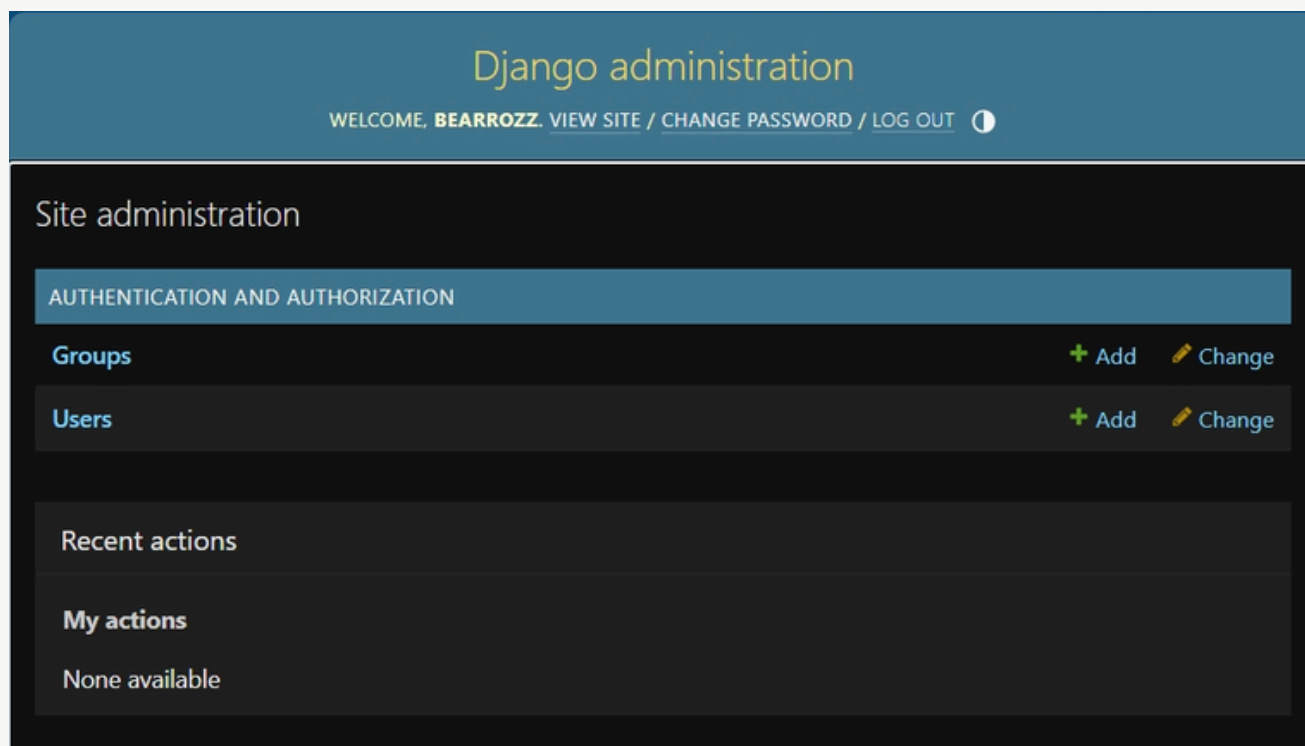 Django administration
WELCOME, BEARROZZ. VIEW SITE / CHANGE PASSWORD / LOG OUT
Site administration
AUTHENTICATION AND AUTHORIZATION
Groups Add Change
Users Add Change
Recent actions
My actions
None available